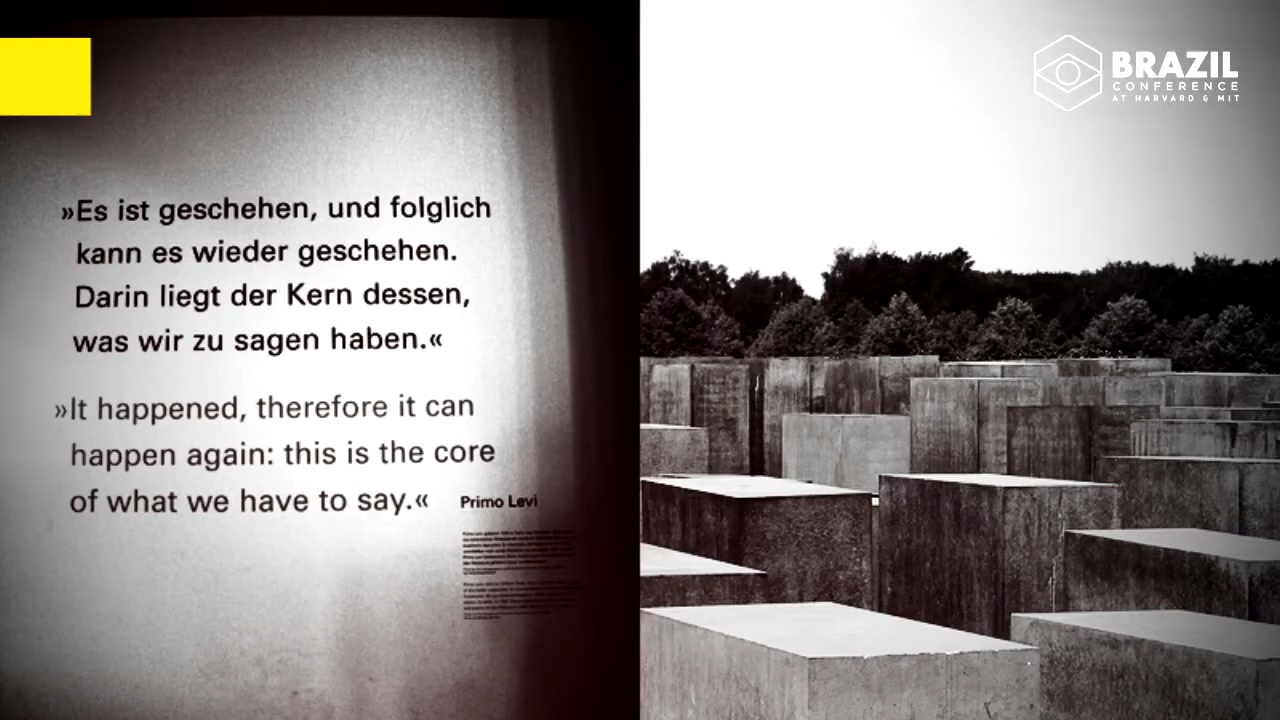 »Es ist geschehen, und folglich
kann es wieder geschehen.
Darin liegt der Kern dessen,
was wir zu sagen haben.«
»It happened, therefore it can
happen again: this is the core
of what we have to say.«
Primo Levi
BRAZIL
CONFERENCE
AT HARVARD & MIT